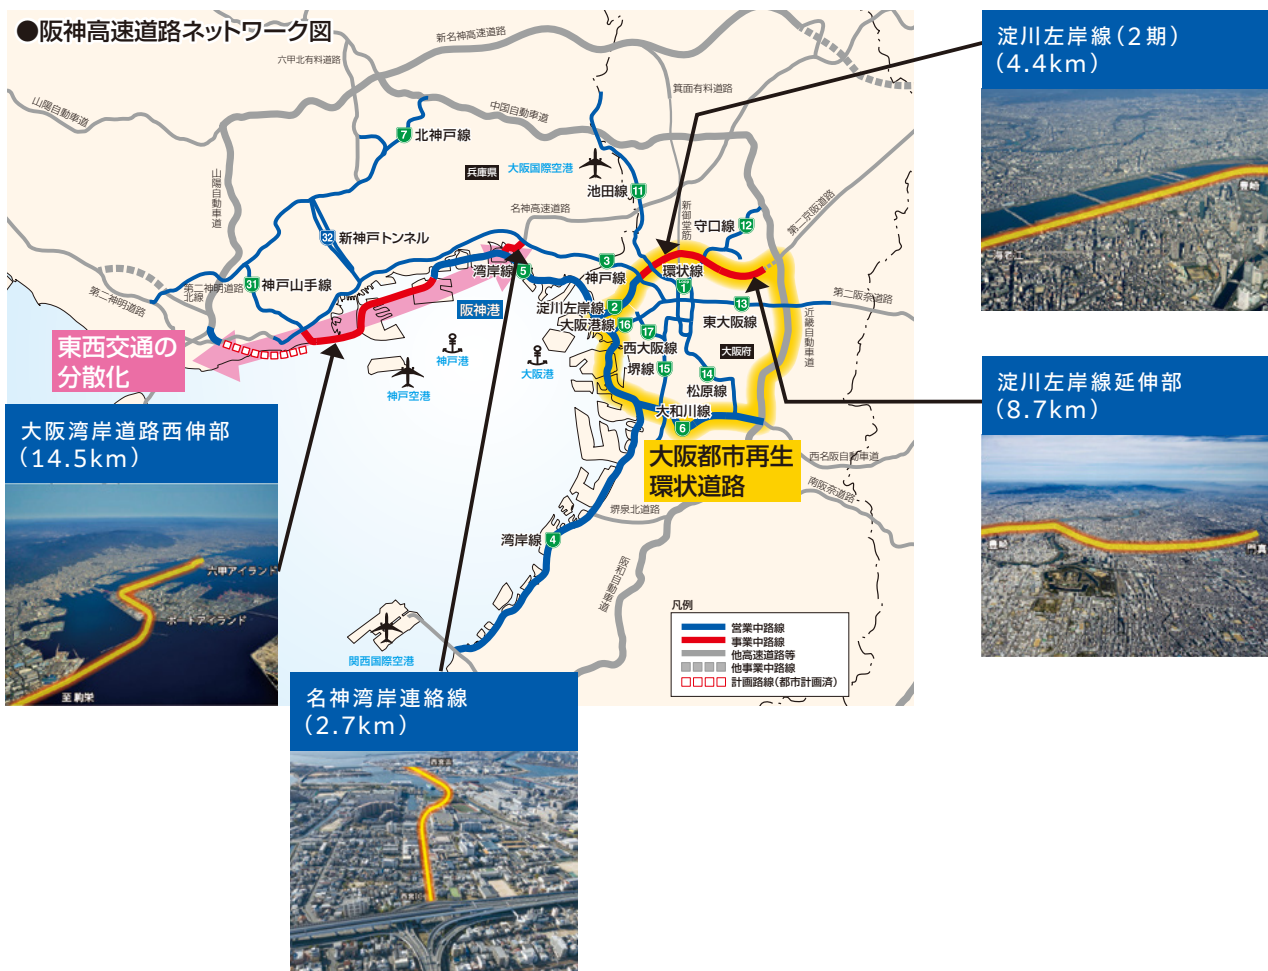 ●阪神高速道路ネットワーク図
新名神高速道路
六甲北有料道路
山陽自動車道
中国自動車道
箕面有料道路
7 北神戸線
兵庫県
大阪国際空港
池田線 11
山陽自動車道
名神高速道路
新御堂筋
守口線 12
第二京阪道路
32 新神戸トンネル
湾岸線 5
3
神戸線
環状線
1
第二神明道路
第二神明道路
北線
31 神戸山手線
阪神港
淀川左岸線 2
大阪港線 16
13
東大阪線
第二阪奈道路
17
西大阪線
大阪府
近畿自動車道
東西交通の
分散化
神戸港
大阪港
神戸空港
堺線 15
14
松原線
大和川線
6
大阪都市再生
環状道路
西名阪自動車道
南阪奈道路
堺泉北道路
湾岸線 4
阪和自動車道
関西国際空港
凡例
営業中路線
事業中路線
他高速道路等
他事業中路線
計画路線(都市計画済)
淀川左岸線(2期)
(4.4km)
豊崎
淀川左岸線延伸部
(8.7km)
豊崎
門真
大阪湾岸道路西伸部
(14.5km)
六甲アイランド
ポートアイランド
至 駒栄
名神湾岸連絡線
(2.7km)
西宮浜